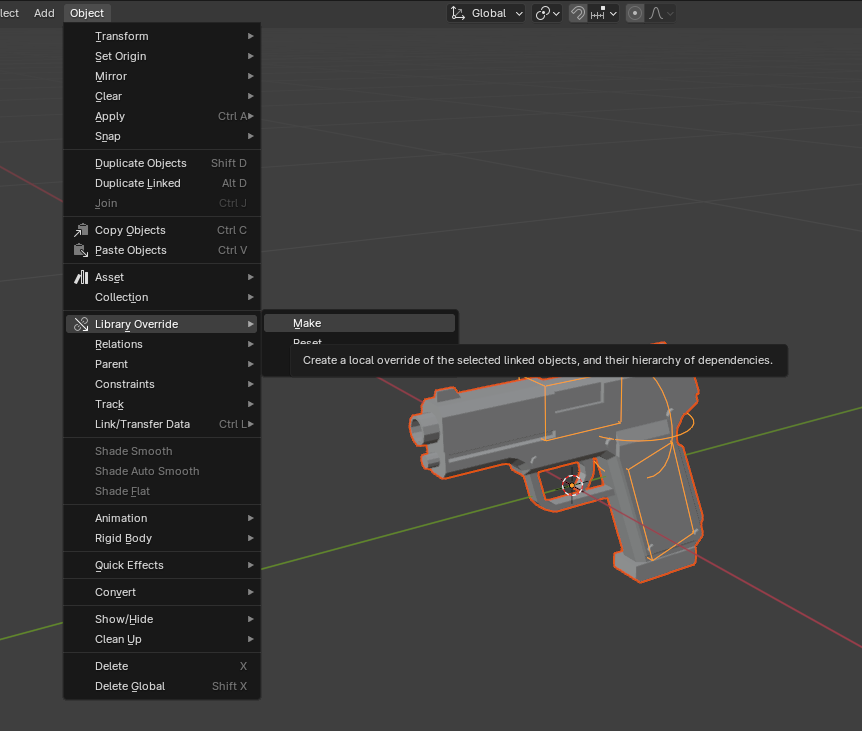 lect Add Object Global
Transform
Set Origin
Mirror
Clear
Apply Ctrl A
Snap
Duplicate Objects Shift D
Duplicate Linked Alt D
Join Ctrl J
Copy Objects Ctrl C
Paste Objects Ctrl V
Asset
Collection
Library Override Make
Relations Reset
Parent Create a local override of the selected linked objects, and their hierarchy of dependencies.
Constraints
Track
Link/Transfer Data Ctrl L
Shade Smooth
Shade Auto Smooth
Shade Flat
Animation
Rigid Body
Quick Effects
Convert
Show/Hide
Clean Up
Delete X
Delete Global Shift X